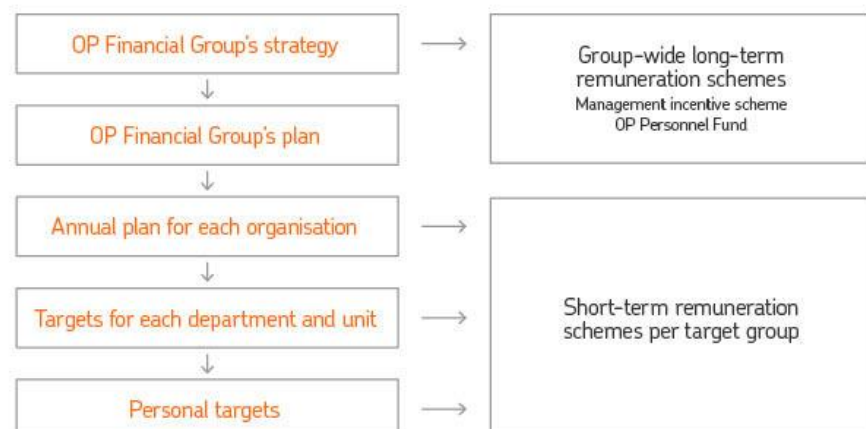 OP Financial Group's strategy
Group-wide long-term
remuneration schemes
Management incentive scheme
OP Personnel Fund
OP Financial Group's plan
Annual plan for each organisation
Targets for each department and unit
Short-term remuneration
schemes per target group
Personal targets